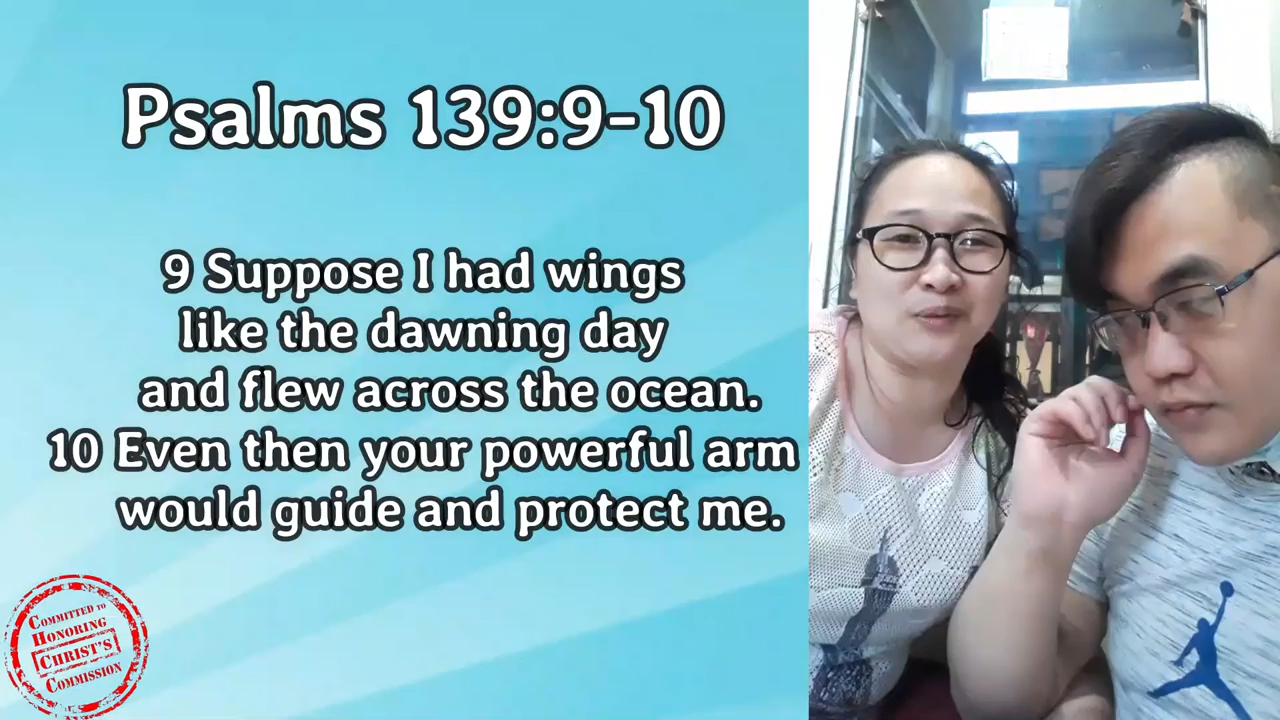 Psalms 139:9-10
9 Suppose I had wings
like the dawning day
and flew across the ocean.
10 Even then your powerful arm
would guide and protect me.
COMMITTED TO
HONORING
CHRIST'S
COMMISSION